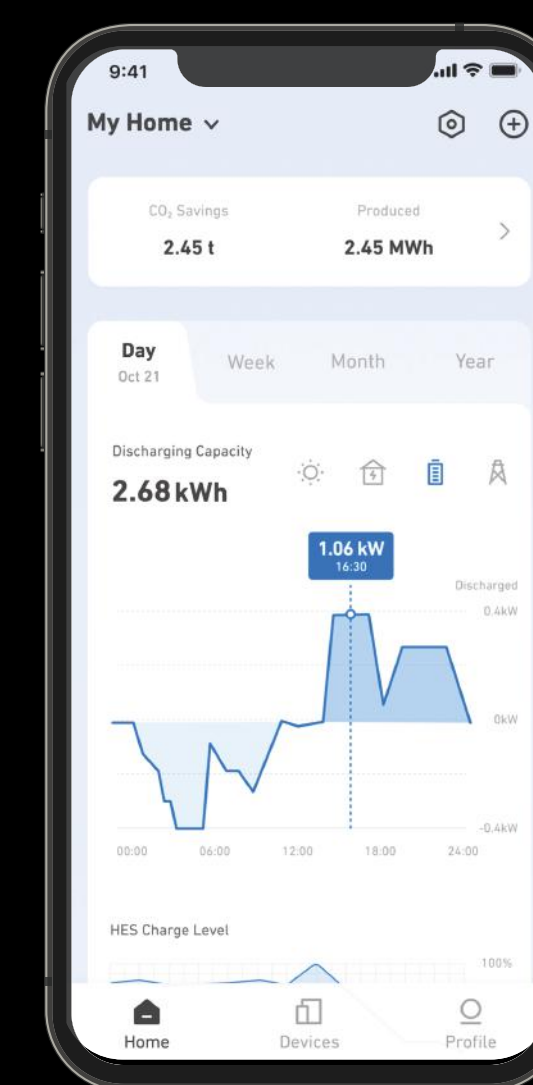 9:41
My Home
CO₂ Savings
Produced
2.45 t
2.45 MWh
Day
Oct 21
Week
Month
Year
Discharging Capacity
2.68 kWh
1.06 kW
16:30
Discharged
0.4kW
0kW
-0.4kW
00:00
06:00
12:00
18:00
24:00
HES Charge Level
100%
Home
Devices
Profile